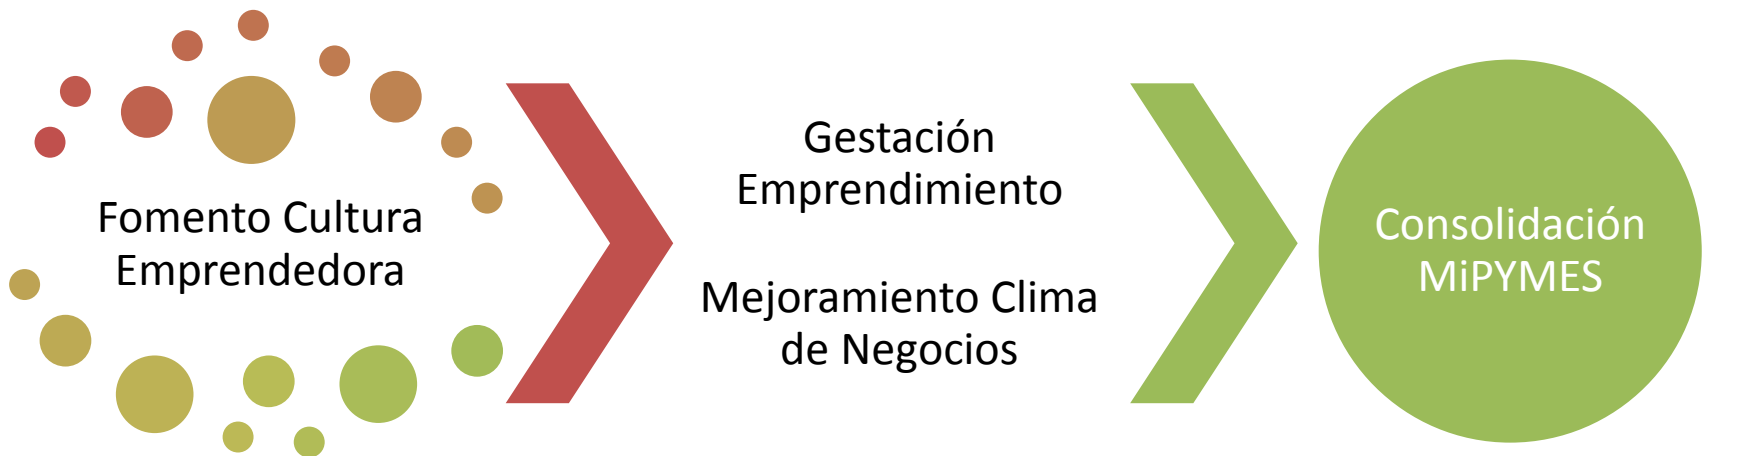 Fomento Cultura
Emprendedora
Gestación
Emprendimiento
Mejoramiento Clima
de Negocios
Consolidación
MiPYMES